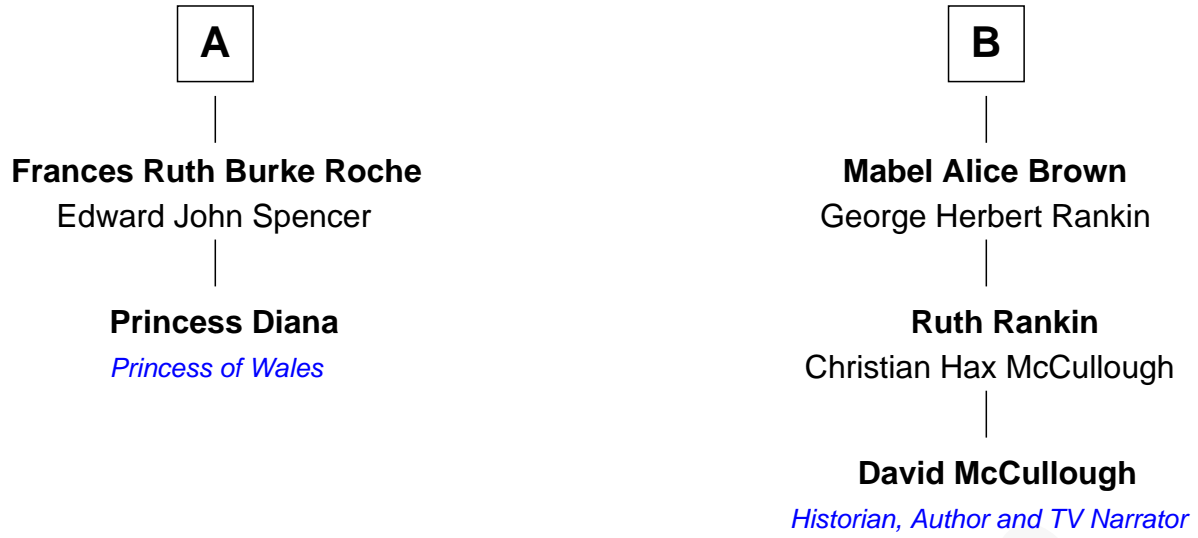 A
Frances Ruth Burke Roche
Edward John Spencer
Princess Diana
Princess of Wales
B
Mabel Alice Brown
George Herbert Rankin
Ruth Rankin
Christian Hax McCullough
David McCullough
Historian, Author and TV Narrator